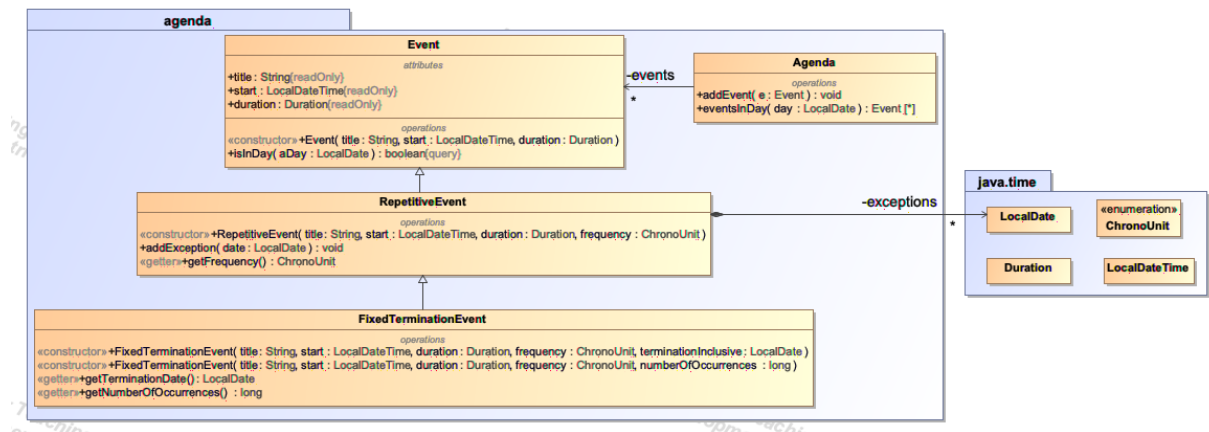 agenda
Event
attributes
+title : String{readOnly}
+start : LocalDateTime{readOnly}
+duration : Duration{readOnly}
operations
«constructor»+Event( title : String, start : LocalDateTime, duration : Duration )
+isInDay( aDay : LocalDate ) : boolean{query}
-events
*
Agenda
operations
+addEvent( e : Event ) : void
+eventsInDay( day : LocalDate ) : Event [*]
RepetitiveEvent
operations
«constructor»+RepetitiveEvent( title : String, start : LocalDateTime, duration : Duration, frequency : ChronoUnit )
+addException( date : LocalDate ) : void
«getter»+getFrequency() : ChronoUnit
-exceptions
*
java.time
LocalDate
«enumeration»
ChronoUnit
Duration
LocalDateTime
FixedTerminationEvent
operations
«constructor»+FixedTerminationEvent( title : String, start : LocalDateTime, duration : Duration, frequency : ChronoUnit, terminationInclusive : LocalDate )
«constructor»+FixedTerminationEvent( title : String, start : LocalDateTime, duration : Duration, frequency : ChronoUnit, numberOfOccurrences : long )
«getter»+getTerminationDate() : LocalDate
«getter»+getNumberOfOccurrences() : long